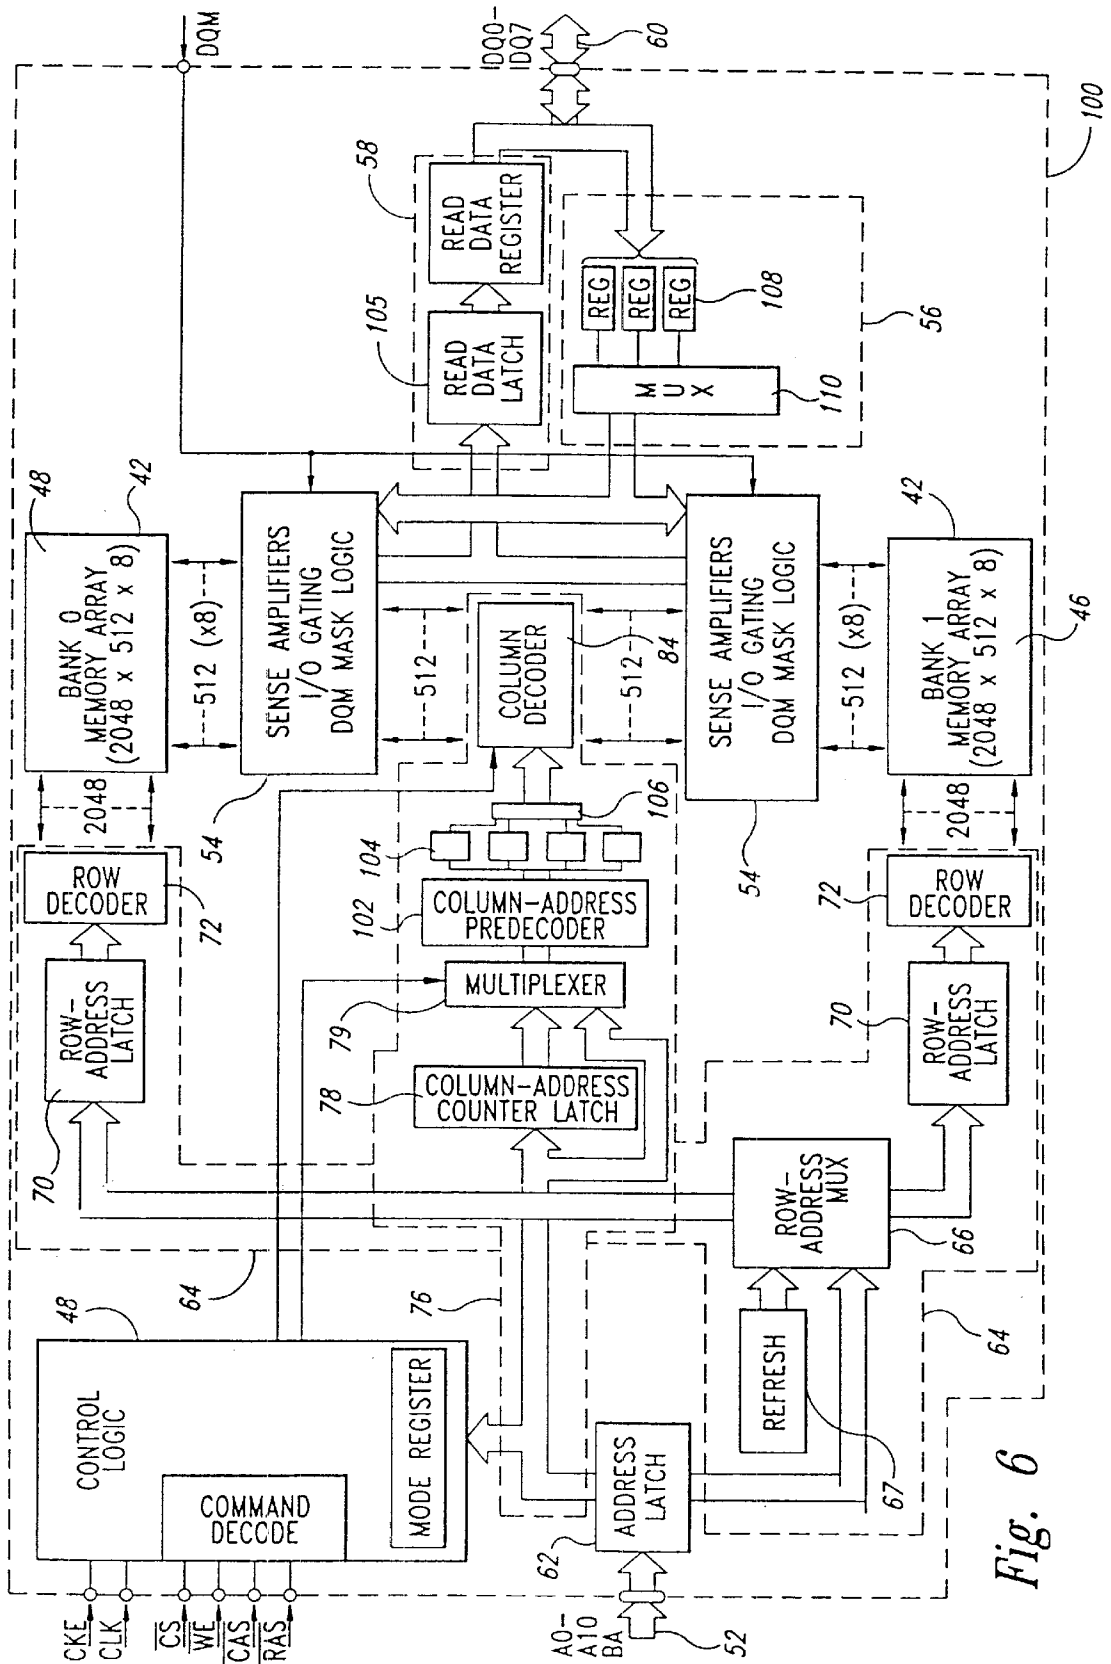 CKE
CLK
CS
WE
CAS
RAS
48
CONTROL
LOGIC
COMMAND
DECODE
MODE REGISTER
64
76
A0-
A10
BA
52
62
ADDRESS
LATCH
REFRESH
67
64
ROW-
ADDRESS
MUX
66
70
ROW-
ADDRESS
LATCH
ROW
DECODER
72
2048
BANK 0
MEMORY ARRAY
(2048 x 512 x 8)
48
42
512 (x8)
SENSE AMPLIFIERS
I/O GATING
DQM MASK LOGIC
54
512
78
COLUMN-ADDRESS
COUNTER LATCH
79
MULTIPLEXER
102
COLUMN-ADDRESS
PREDECODER
104
106
COLUMN
DECODER
84
512
SENSE AMPLIFIERS
I/O GATING
DQM MASK LOGIC
54
512 (x8)
70
ROW-
ADDRESS
LATCH
72
ROW
DECODER
2048
BANK 1
MEMORY ARRAY
(2048 x 512 x 8)
42
46
105
READ
DATA
LATCH
READ
DATA
REGISTER
58
MUX
110
REG
REG
REG
108
56
DQM
DQ0-
DQ7
60
100
Fig. 6